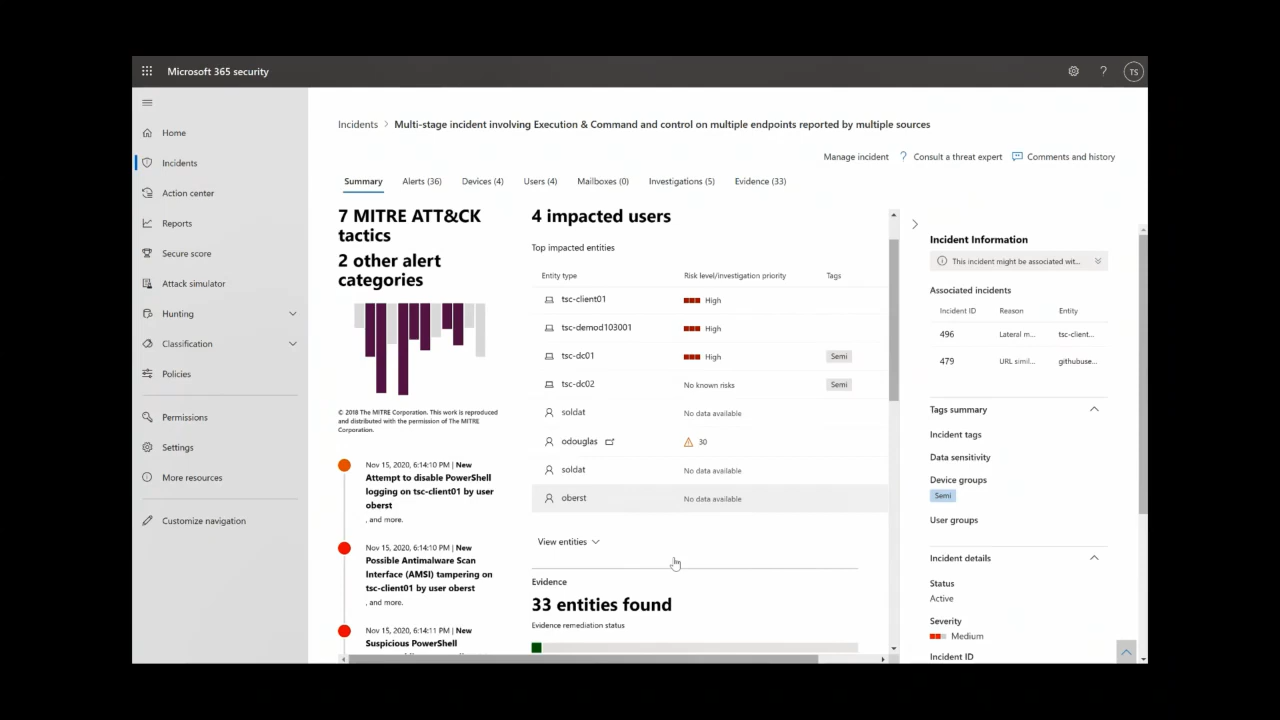 Microsoft 365 security
?
TS
Home
Incidents
Action center
Reports
Secure score
Attack simulator
Hunting
Classification
Policies
Permissions
Settings
More resources
Customize navigation
Incidents > Multi-stage incident involving Execution & Command and control on multiple endpoints reported by multiple sources
Manage incident ? Consult a threat expert Comments and history
Summary Alerts (36) Devices (4) Users (4) Mailboxes (0) Investigations (5) Evidence (33)
7 MITRE ATT&CK
tactics
2 other alert
categories
© 2018 The MITRE Corporation. This work is reproduced
and distributed with the permission of The MITRE
Corporation.
Nov 15, 2020, 6:14:10 PM | New
Attempt to disable PowerShell
logging on tsc-client01 by user
oberst
, and more.
Nov 15, 2020, 6:14:10 PM | New
Possible Antimalware Scan
Interface (AMSI) tampering on
tsc-client01 by user oberst
, and more.
Nov 15, 2020, 6:14:11 PM | New
Suspicious PowerShell
4 impacted users
Top impacted entities
Entity type Risk level/investigation priority Tags
tsc-client01 High
tsc-demod103001 High
tsc-dc01 High Semi
tsc-dc02 No known risks Semi
soldat No data available
odouglas 30
soldat No data available
oberst No data available
View entities
Evidence
33 entities found
Evidence remediation status
Incident Information
This incident might be associated wit...
Associated incidents
Incident ID Reason Entity
496 Lateral m... tsc-client...
479 URL simil... githubuse...
Tags summary
Incident tags
Data sensitivity
Device groups
Semi
User groups
Incident details
Status
Active
Severity
Medium
Incident ID